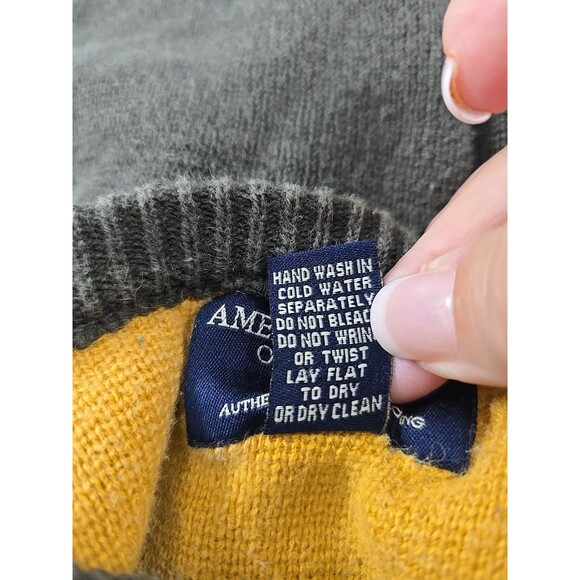 HAND WASH IN
COLD WATER
SEPARATELY
DO NOT BLEAC
DO NOT WRIN
OR TWIST
LAY FLAT
TO DRY
OR DRY CLEAN
AME
O
AUTHE